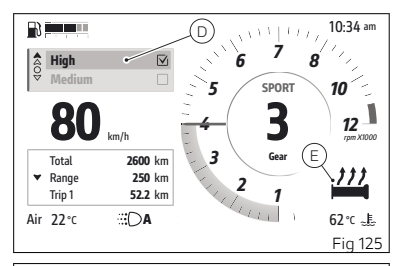 D
10:34 am
High
Medium
80 km/h
Total 2600 km
Range 250 km
Trip 1 52.2 km
Air 22 °C
A
SPORT
3
Gear
1
2
3
4
5
6
7
8
10
12
rpm X1000
E
62 °C
Fig 125